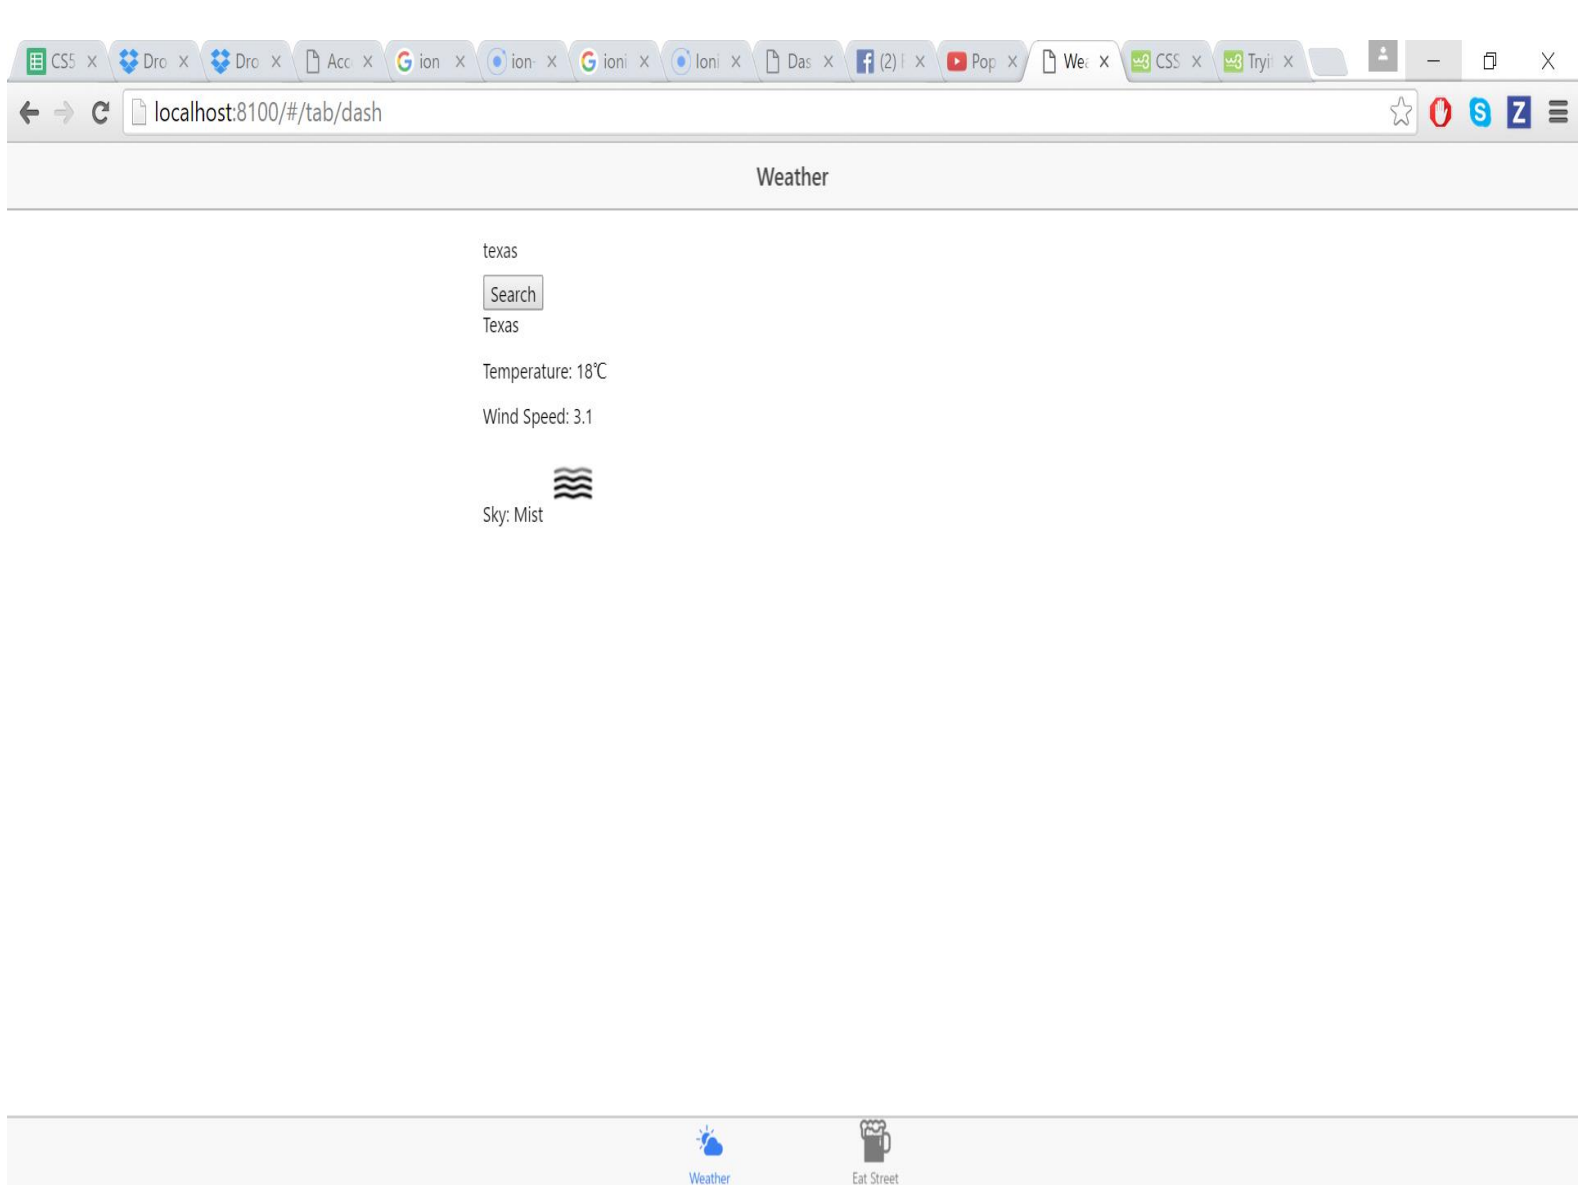 CS5 Dro Dro Acc ion ion- ioni Ioni Das (2) Pop Wea CSS Tryi
localhost:8100/#/tab/dash
Weather
texas
Search
Texas
Temperature: 18℃
Wind Speed: 3.1
Sky: Mist
Weather Eat Street